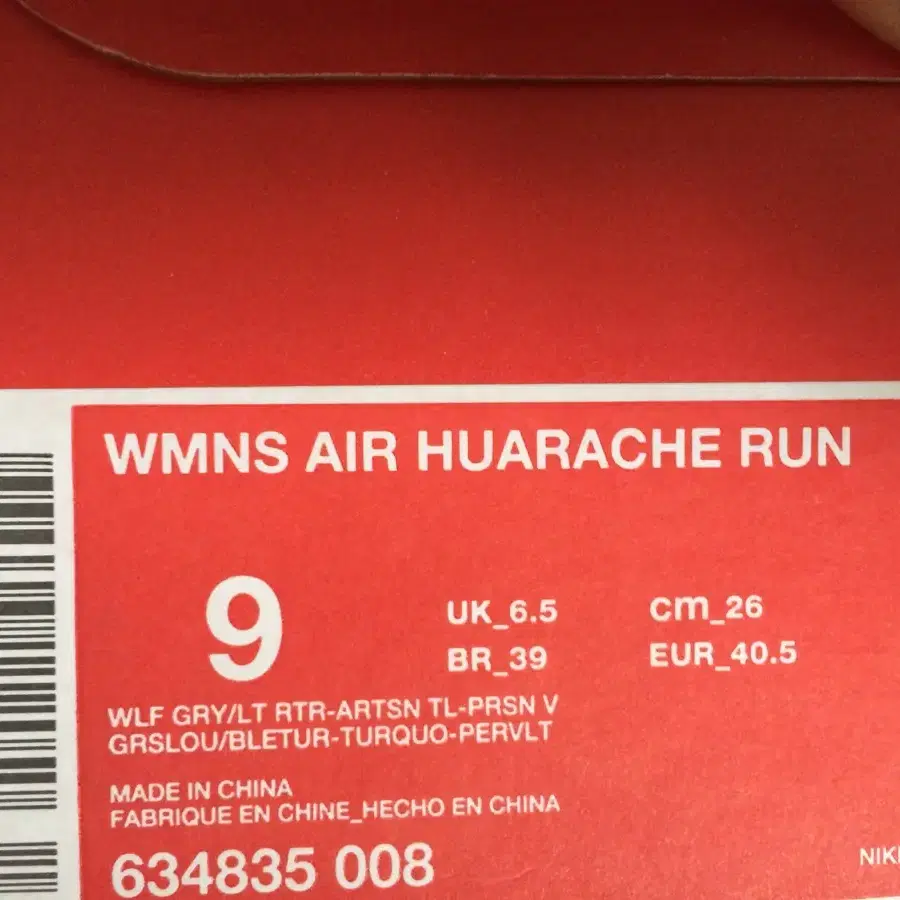 WMNS AIR HUARACHE RUN
9
UK_6.5 cm_26
BR_39 EUR_40.5
WLF GRY/LT RTR-ARTSN TL-PRSN V
GRSLOU/BLETUR-TURQUO-PERVLT
MADE IN CHINA
FABRIQUE EN CHINE_HECHO EN CHINA
634835 008